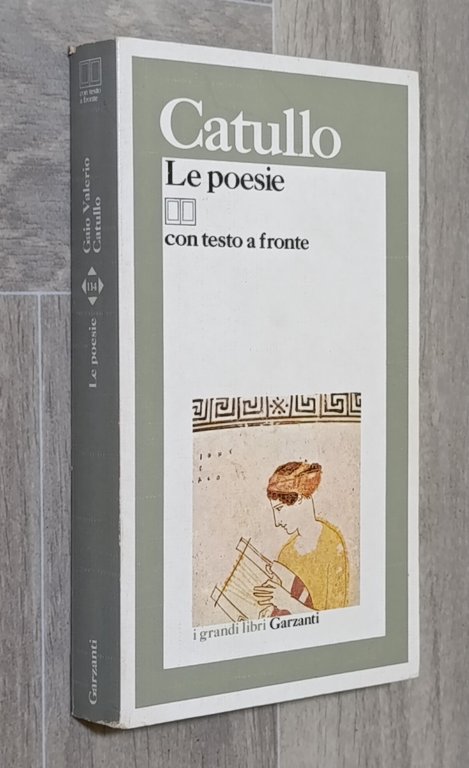 con testo
a fronte
Gaio Valerio
Catullo
114
Le poesie
Garzanti
Catullo
Le poesie
con testo a fronte
i grandi libri Garzanti